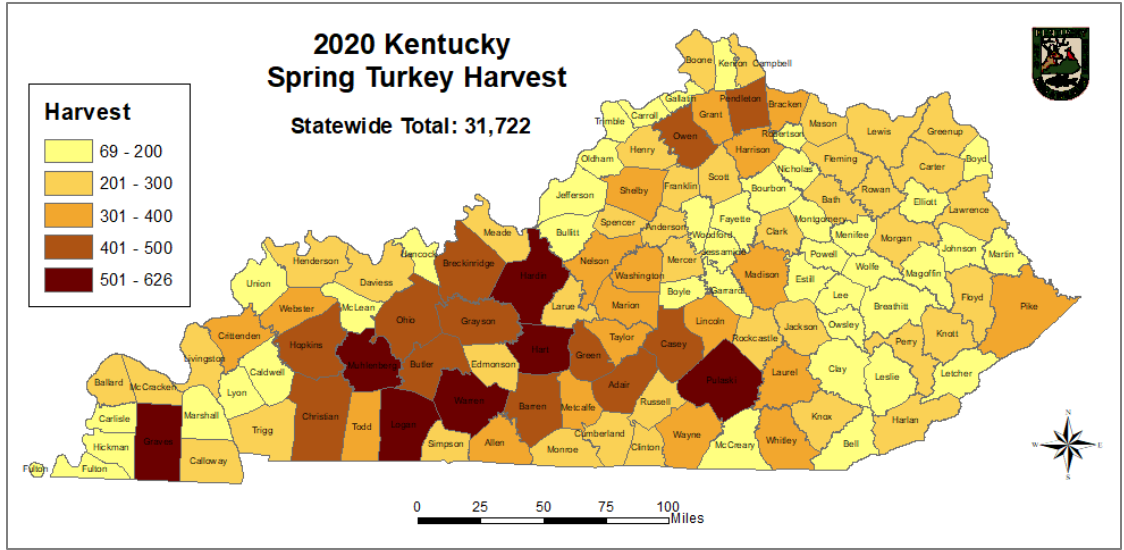 2020 Kentucky
Spring Turkey Harvest
Statewide Total: 31,722
Harvest
69 - 200
201 - 300
301 - 400
401 - 500
501 - 626
Boone
Kenton
Campbell
Gallatin
Pendleton
Bracken
Trimble
Carroll
Grant
Mason
Lewis
Greenup
Owen
Robertson
Henry
Harrison
Fleming
Carter
Boyd
Oldham
Nicholas
Scott
Rowan
Shelby
Franklin
Bourbon
Jefferson
Bath
Elliott
Lawrence
Spencer
Anderson
Fayette
Montgomery
Bullitt
Woodford
Clark
Menifee
Morgan
Meade
Jessamine
Johnson
Martin
Hancock
Breckinridge
Hardin
Nelson
Washington
Mercer
Madison
Powell
Wolfe
Magoffin
Henderson
Daviess
Estill
Union
Boyle
Garrard
Lee
Floyd
Webster
McLean
Larue
Marion
Breathitt
Pike
Ohio
Grayson
Lincoln
Owsley
Crittenden
Taylor
Rockcastle
Jackson
Knott
Hopkins
Hart
Green
Casey
Perry
Livingston
Muhlenberg
Butler
Edmonson
Caldwell
Adair
Pulaski
Laurel
Clay
Leslie
Letcher
Ballard
McCracken
Lyon
Warren
Barren
Metcalfe
Russell
Carlisle
Marshall
Christian
Todd
Logan
Knox
Harlan
Graves
Trigg
Simpson
Allen
Cumberland
Wayne
Whitley
Hickman
Monroe
Clinton
McCreary
Bell
Calloway
Fulton
Fulton
N
W
E
S
0
25
50
75
100
Miles